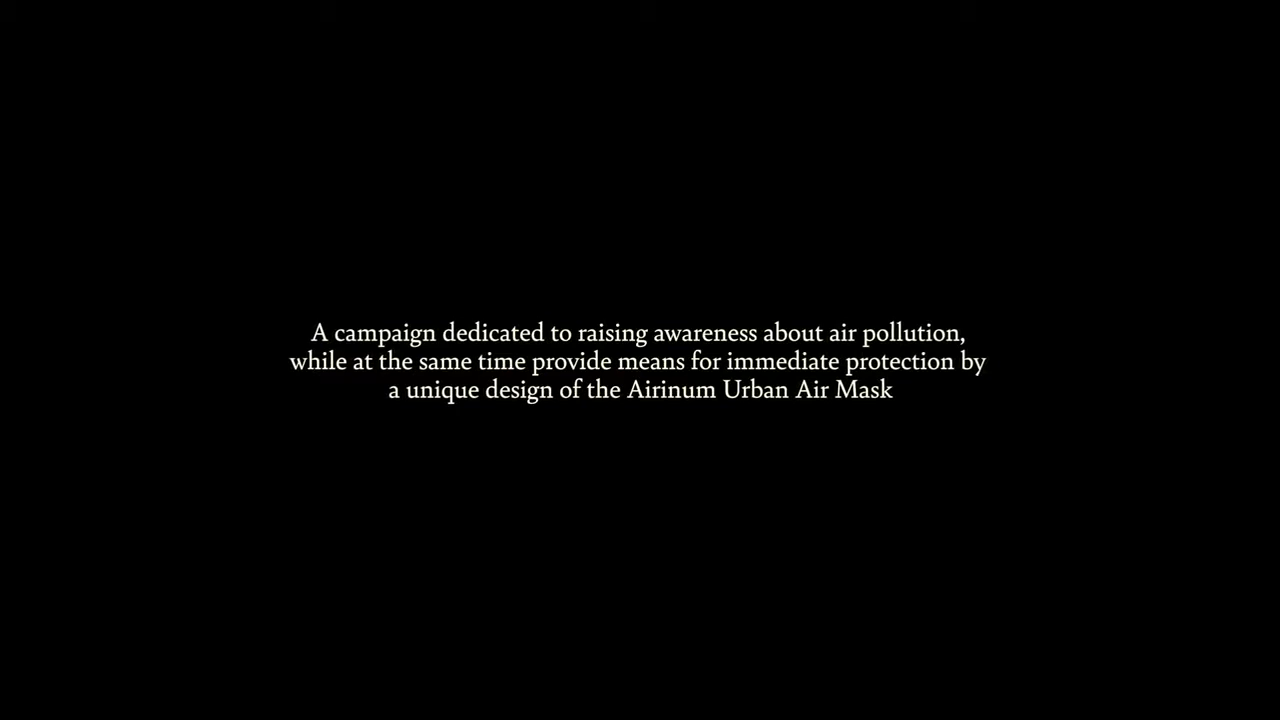 A campaign dedicated to raising awareness about air pollution,
while at the same time provide means for immediate protection by
a unique design of the Airinum Urban Air Mask